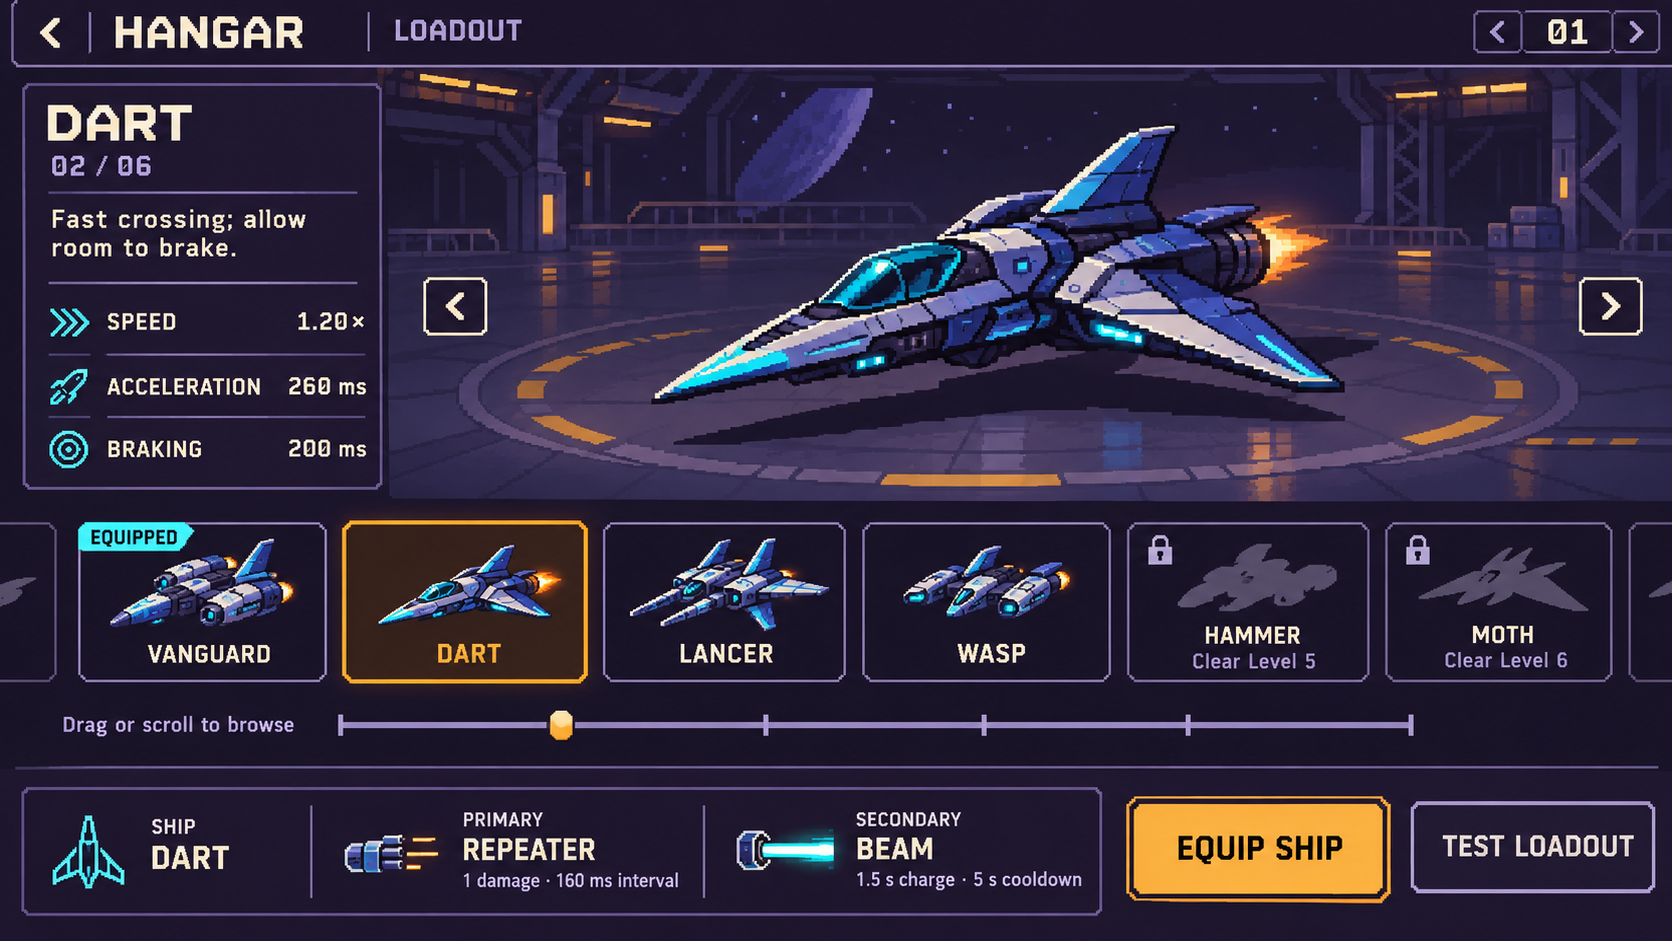 HANGAR
LOADOUT
01
DART
02 / 06
Fast crossing; allow
room to brake.
SPEED 1.20×
ACCELERATION 260 ms
BRAKING 200 ms
EQUIPPED
VANGUARD
DART
LANCER
WASP
HAMMER
Clear Level 5
MOTH
Clear Level 6
Drag or scroll to browse
SHIP
DART
PRIMARY
REPEATER
1 damage · 160 ms interval
SECONDARY
BEAM
1.5 s charge · 5 s cooldown
EQUIP SHIP
TEST LOADOUT